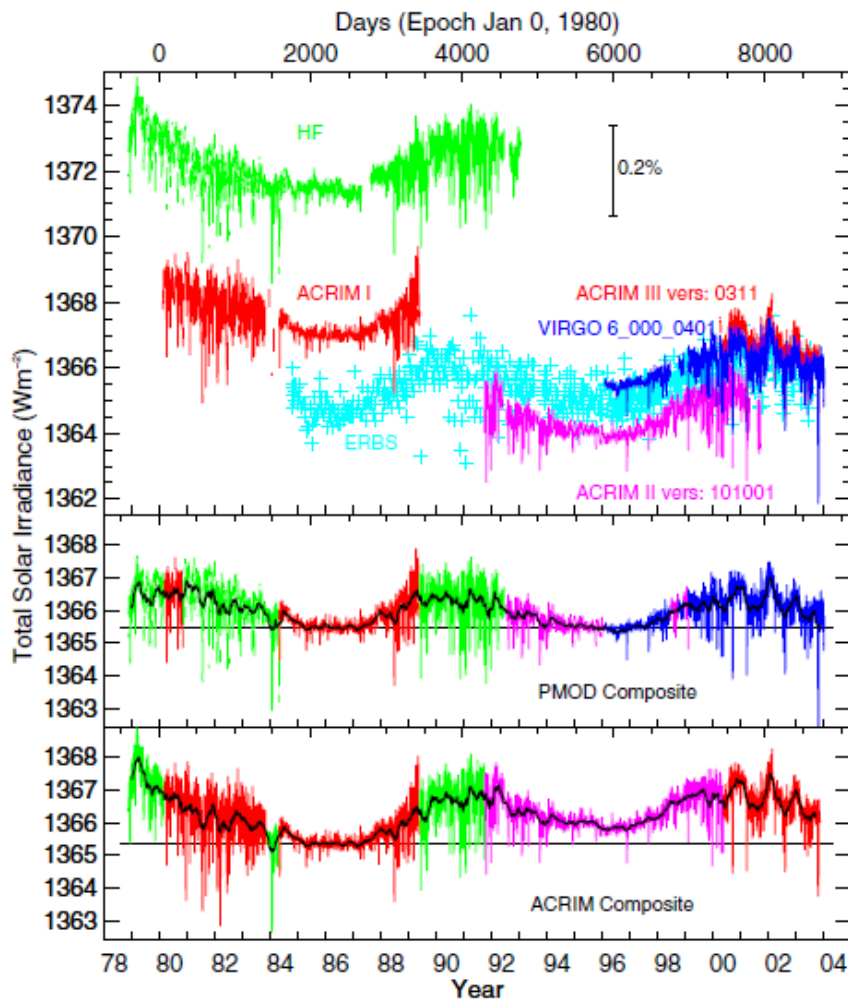 Days (Epoch Jan 0, 1980)
0 2000 4000 6000 8000
1374
1372
1370
1368
1366
1364
1362
HF
0.2%
ACRIM I
ACRIM III vers: 0311
VIRGO 6_000_0401
ERBS
ACRIM II vers: 101001
Total Solar Irradiance (Wm⁻²)
1368
1367
1366
1365
1364
1363
PMOD Composite
1368
1367
1366
1365
1364
1363
ACRIM Composite
78 80 82 84 86 88 90 92 94 96 98 00 02 04
Year